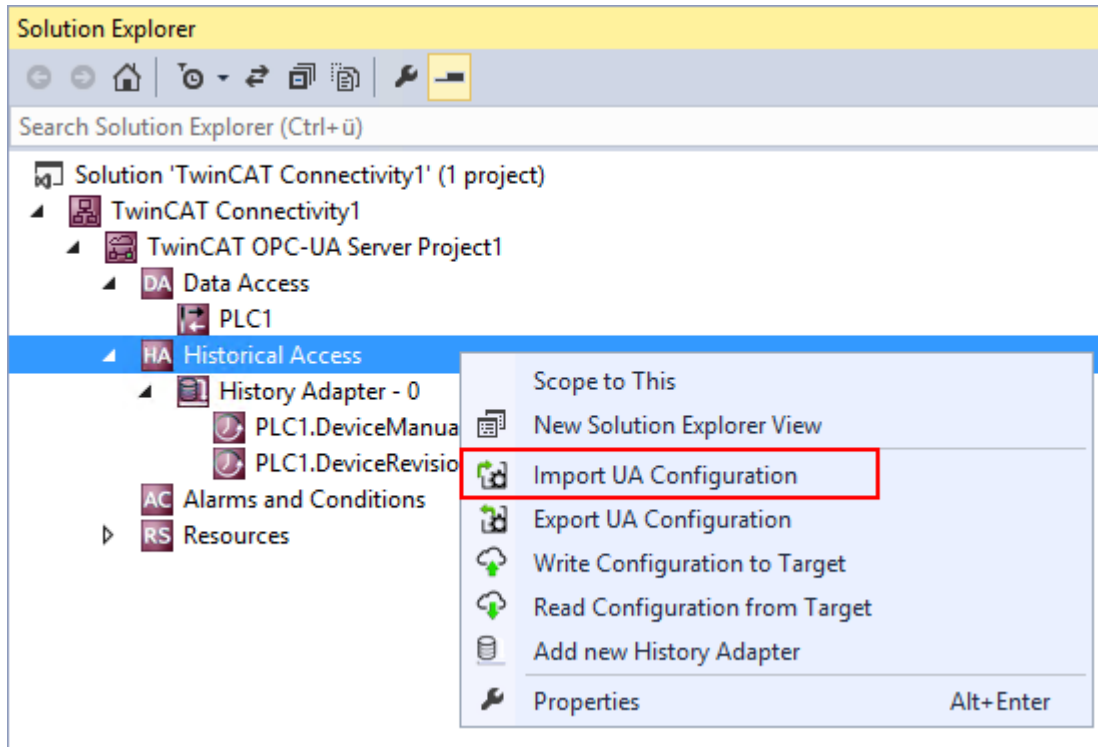 Solution Explorer
Search Solution Explorer (Ctrl+ü)
Solution 'TwinCAT Connectivity1' (1 project)
TwinCAT Connectivity1
TwinCAT OPC-UA Server Project1
DA Data Access
PLC1
HA Historical Access
History Adapter - 0
PLC1.DeviceManua
PLC1.DeviceRevisio
AC Alarms and Conditions
RS Resources
Scope to This
New Solution Explorer View
Import UA Configuration
Export UA Configuration
Write Configuration to Target
Read Configuration from Target
Add new History Adapter
Properties Alt+Enter